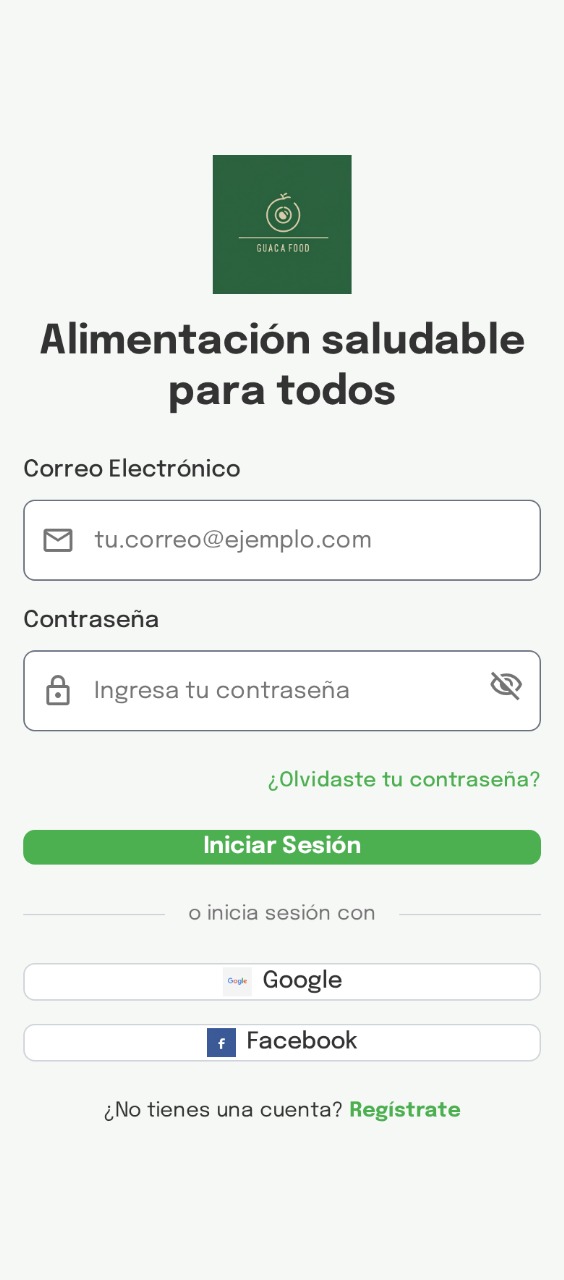 GUACA FOOD
Alimentación saludable
para todos
Correo Electrónico
tu.correo@ejemplo.com
Contraseña
Ingresa tu contraseña
¿Olvidaste tu contraseña?
Iniciar Sesión
o inicia sesión con
Google Google
f Facebook
¿No tienes una cuenta? Regístrate